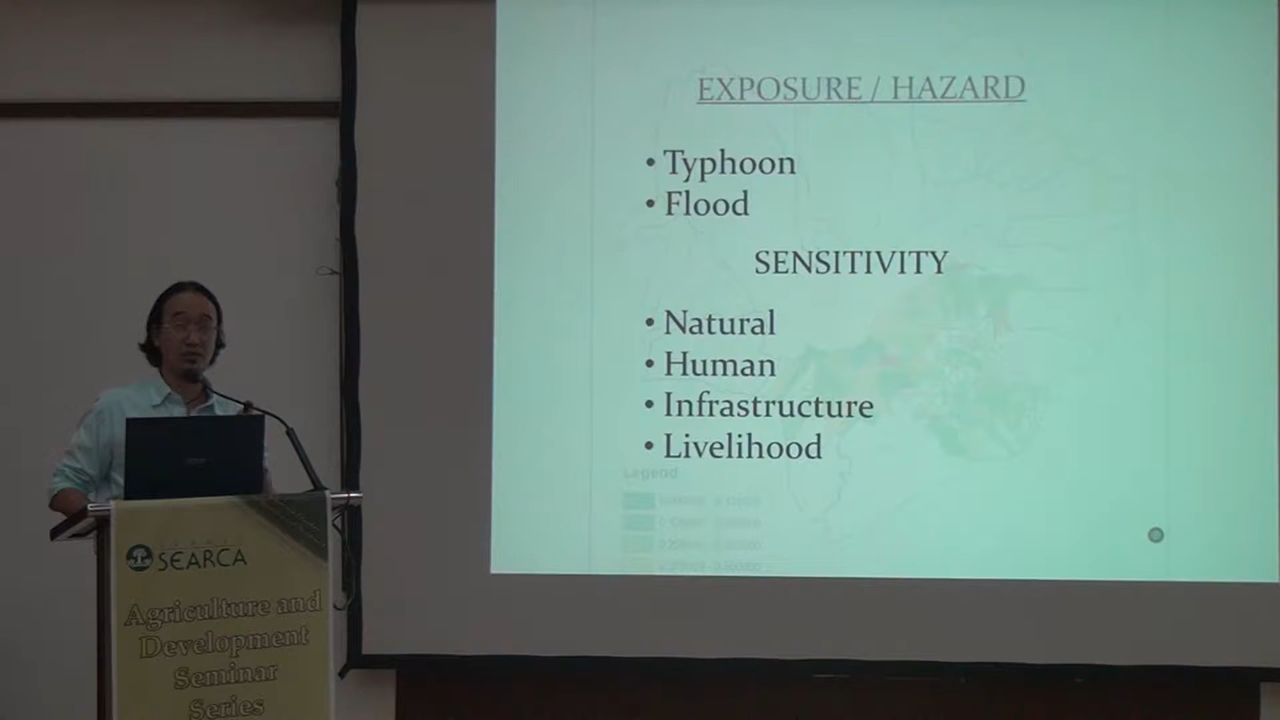 EXPOSURE / HAZARD
• Typhoon
• Flood
SENSITIVITY
• Natural
• Human
• Infrastructure
• Livelihood
Legend
SEARCA
Agriculture and
Development
Seminar
Series